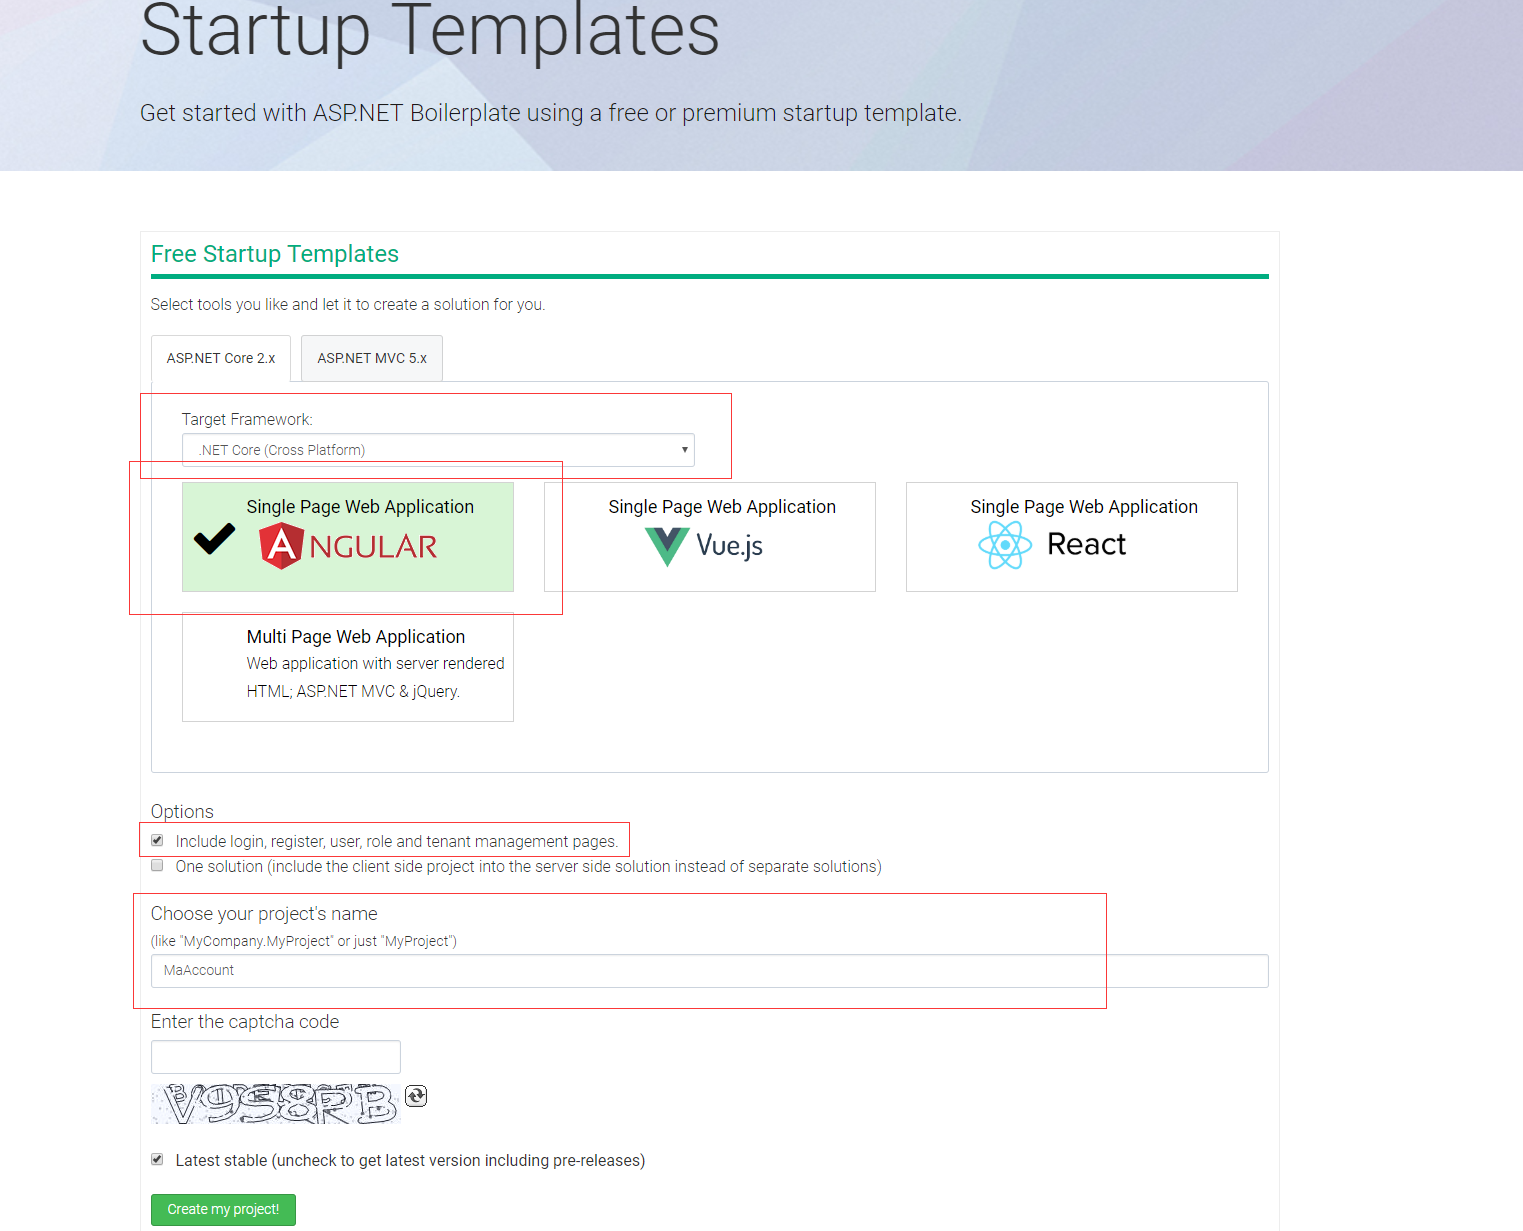 Startup Templates
Get started with ASP.NET Boilerplate using a free or premium startup template.
Free Startup Templates
Select tools you like and let it to create a solution for you.
ASP.NET Core 2.x
ASP.NET MVC 5.x
Target Framework:
.NET Core (Cross Platform)
Single Page Web Application
ANGULAR
Single Page Web Application
Vue.js
Single Page Web Application
React
Multi Page Web Application
Web application with server rendered
HTML; ASP.NET MVC & jQuery.
Options
Include login, register, user, role and tenant management pages.
One solution (include the client side project into the server side solution instead of separate solutions)
Choose your project's name
(like "MyCompany.MyProject" or just "MyProject")
MaAccount
Enter the captcha code
Latest stable (uncheck to get latest version including pre-releases)
Create my project!